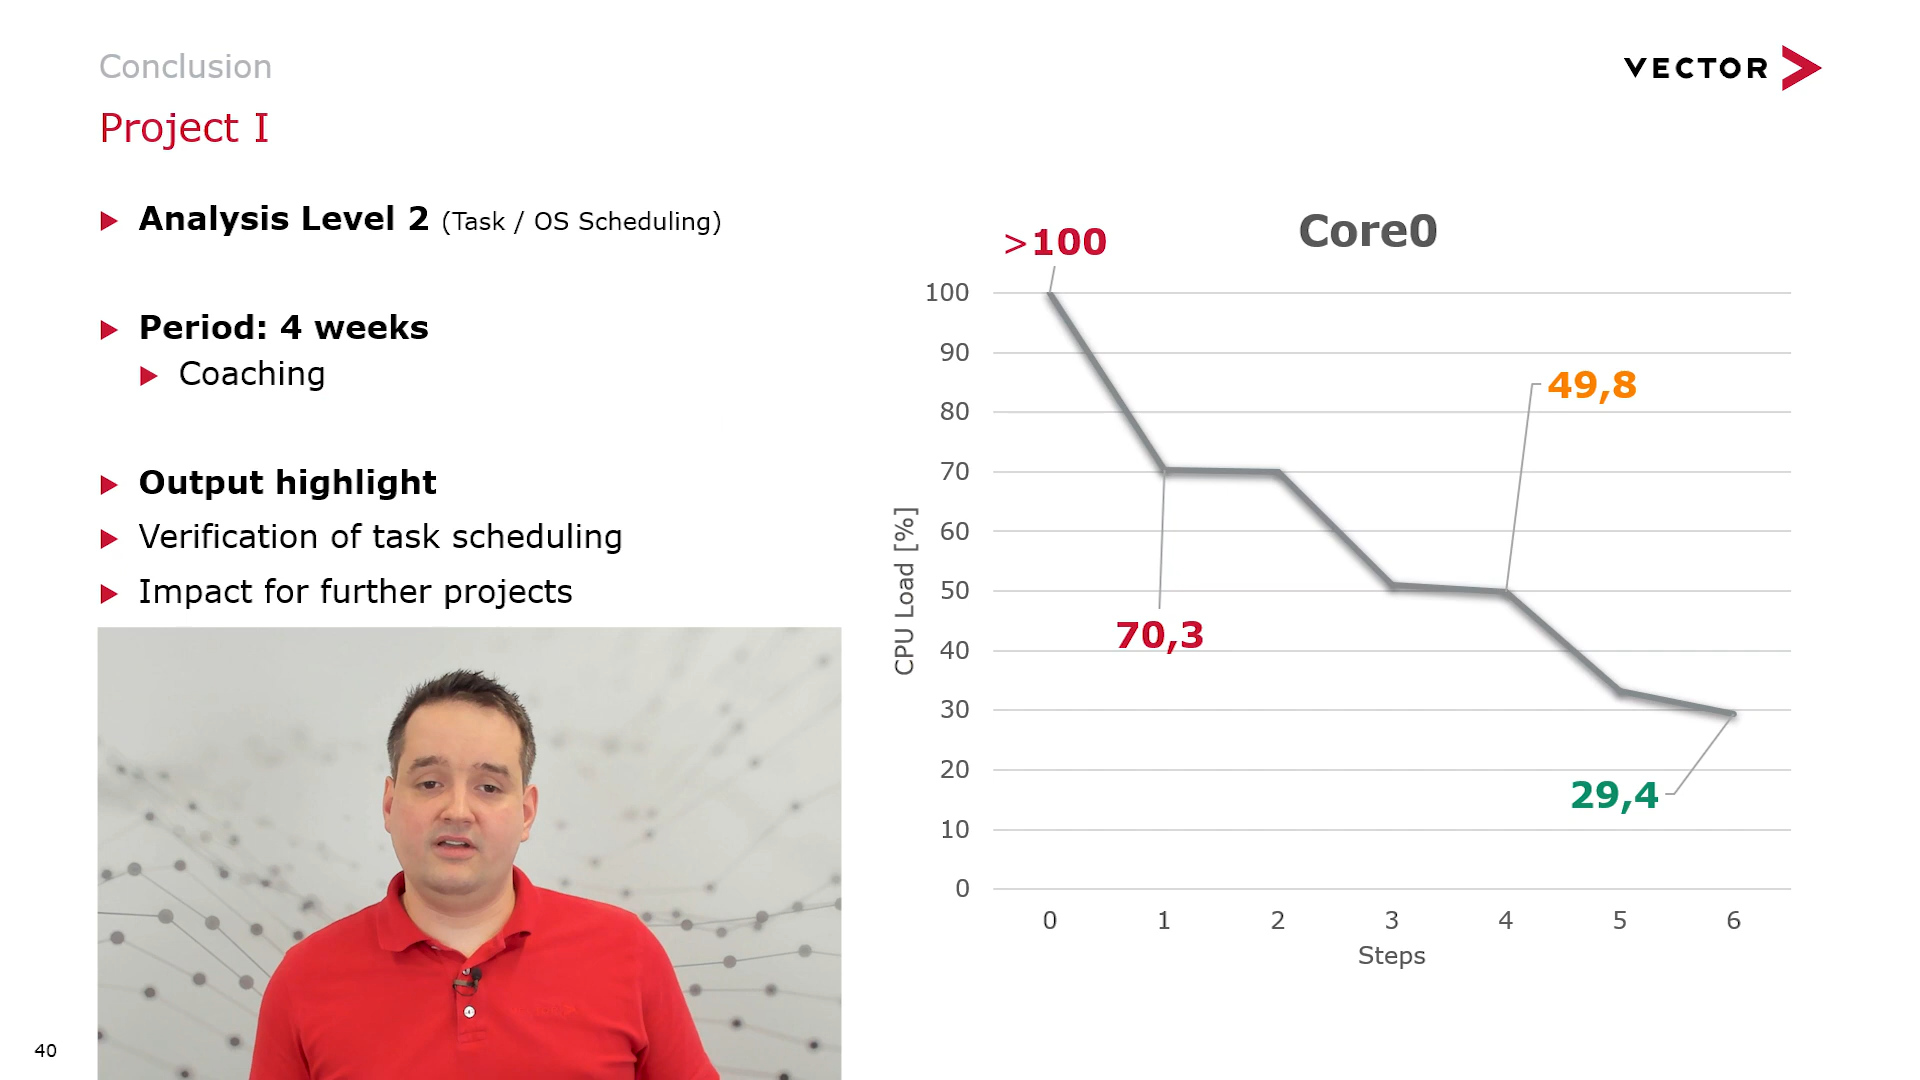 Conclusion
Project I
VECTOR
Analysis Level 2 (Task / OS Scheduling)
Period: 4 weeks
Coaching
Output highlight
Verification of task scheduling
Impact for further projects
Core0
>100
70,3
49,8
29,4
CPU Load [%]
100
90
80
70
60
50
40
30
20
10
0
0 1 2 3 4 5 6
Steps
40